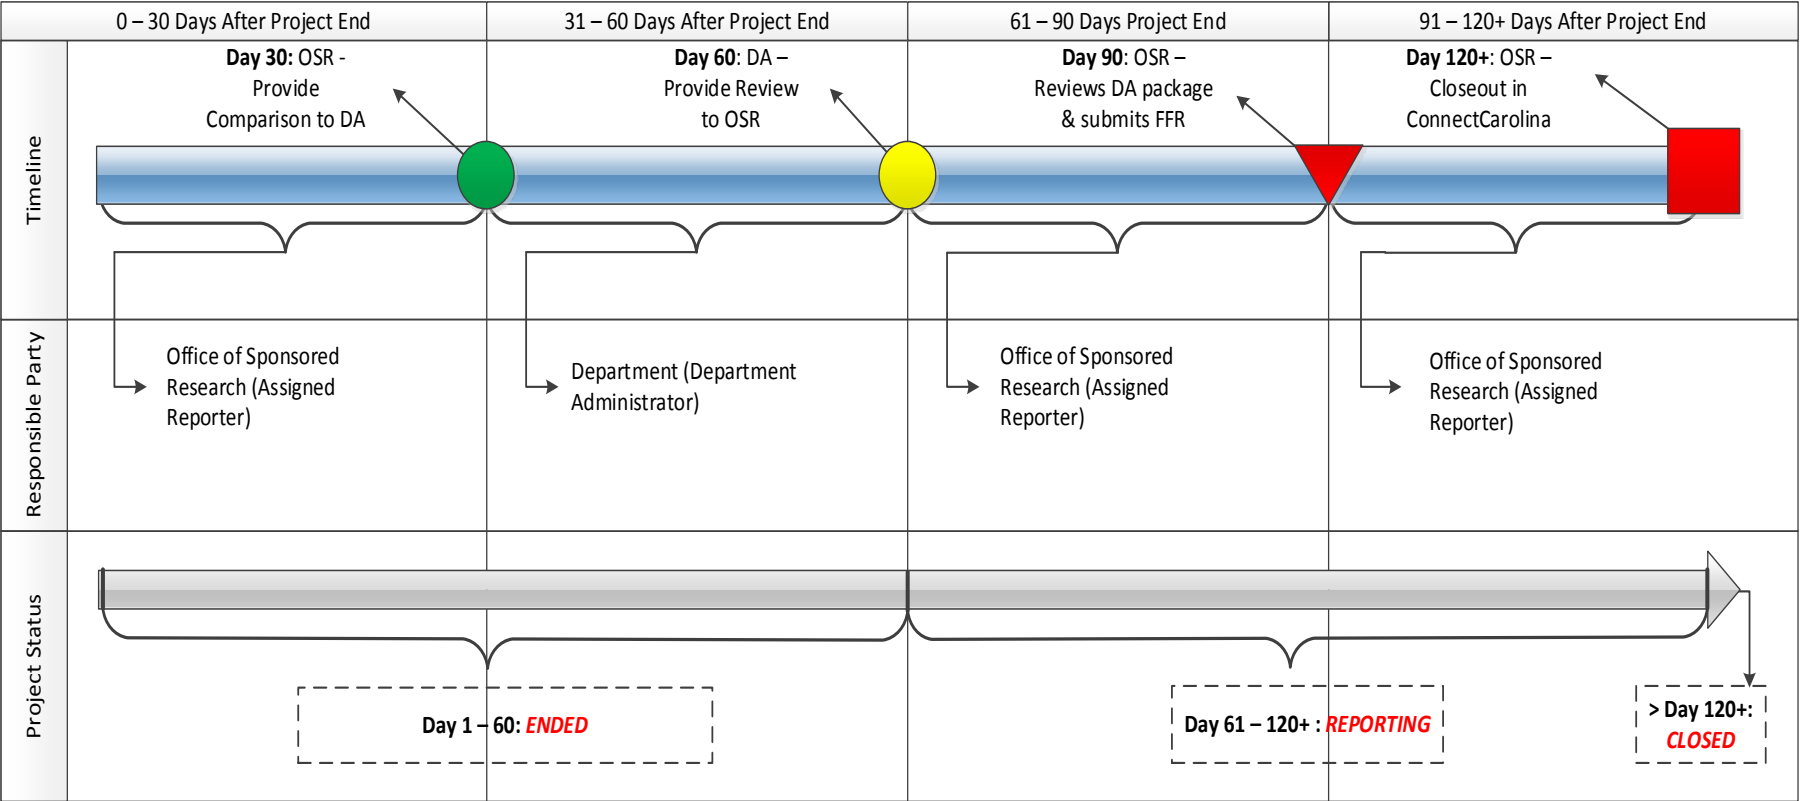 0 – 30 Days After Project End
31 – 60 Days After Project End
61 – 90 Days Project End
91 – 120+ Days After Project End
Timeline
Day 30: OSR -
Provide
Comparison to DA
Day 60: DA –
Provide Review
to OSR
Day 90: OSR –
Reviews DA package
& submits FFR
Day 120+: OSR –
Closeout in
ConnectCarolina
Responsible Party
Office of Sponsored
Research (Assigned
Reporter)
Department (Department
Administrator)
Office of Sponsored
Research (Assigned
Reporter)
Office of Sponsored
Research (Assigned
Reporter)
Project Status
Day 1 – 60: ENDED
Day 61 – 120+ : REPORTING
> Day 120+:
CLOSED